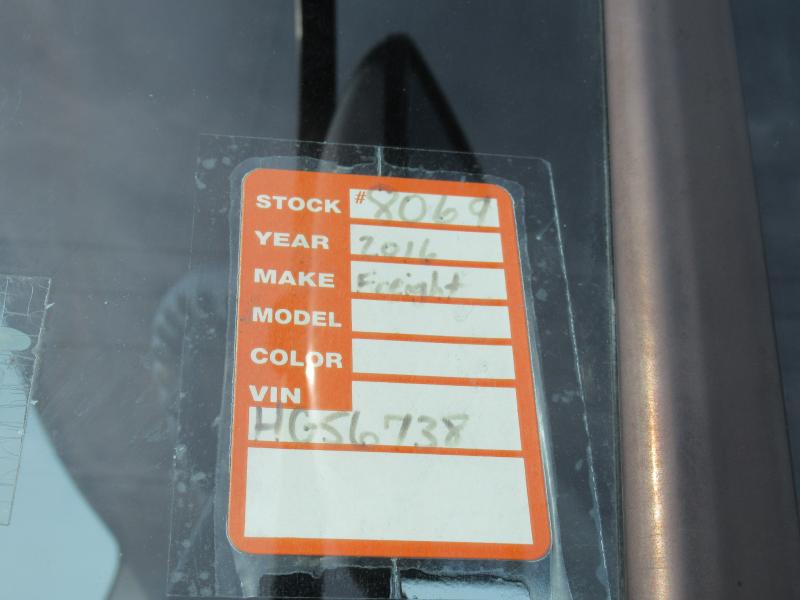 STOCK #8069
YEAR 2016
MAKE Freight
MODEL
COLOR
VIN
HG56738